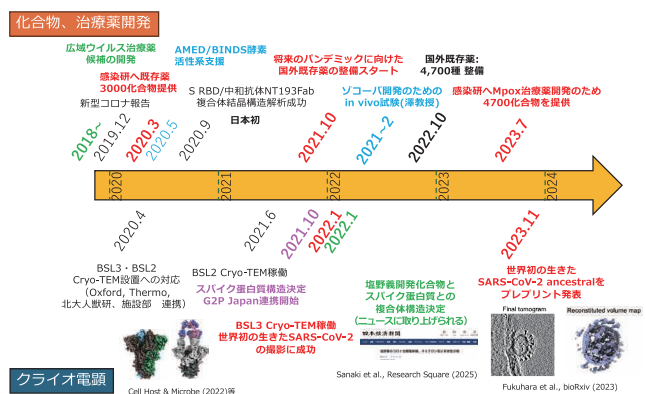 化合物、治療薬開発
広域ウイルス治療薬
候補の開発
感染研へ既存薬
3000化合物提供
新型コロナ報告
AMED/BINDS酵素
活性系支援
S RBD/中和抗体NT193Fab
複合体結晶構造解析成功
日本初
将来のパンデミックに向けた
国外既存薬の整備スタート
ゾコーバ開発のための
in vivo試験(澤教授)
国外既存薬:
4,700種 整備
感染研へMpox治療薬開発のため
4700化合物を提供
2018~
2019.12
2020.3
2020.5
2020.9
2021.10
2021~2
2022.10
2023.7
2020
2021
2022
2023
2024
2020.4
2021.6
2021.10
2022.1
2022.1
2023.11
BSL3・BSL2
Cryo-TEM設置への対応
(Oxford, Thermo,
北大人獣研、施設部 連携)
BSL2 Cryo-TEM稼働
スパイク蛋白質構造決定
G2P Japan連携開始
BSL3 Cryo-TEM稼働
世界初の生きたSARS-CoV-2
の撮影に成功
塩野義開発化合物と
スパイク蛋白質との
複合体構造決定
(ニュースに取り上げられる)
日本経済新聞
世界初の生きた
SARS-CoV-2 ancestralを
プレプリント発表
Final tomogram
Reconstituted volume map
クライオ電顕
Cell Host & Microbe (2022)等
Sanaki et al., Research Square (2025)
Fukuhara et al., bioRxiv (2023)